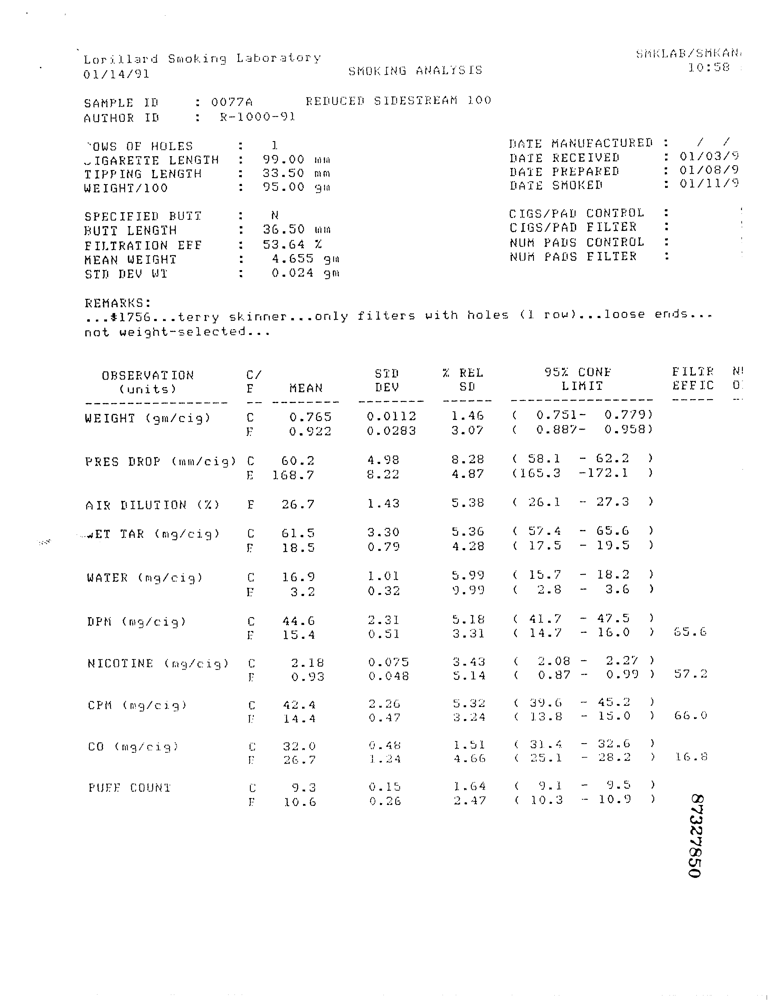 Lorillard Smoking Laboratory SMKLAB/SMKAN
01/14/91 SMOKING ANALYSIS 10:58
SAMPLE ID : 0077A REDUCED SIDESTREAM 100
AUTHOR ID : R-1000-91
OWS OF HOLES : 1 DATE MANUFACTURED : / /
IGARETTE LENGTH : 99.00 mm DATE RECEIVED : 01/03/9
TIPPING LENGTH : 33.50 mm DATE PREPARED : 01/08/9
WEIGHT/100 : 95.00 gm DATE SMOKED : 01/11/9
SPECIFIED BUTT : N CIGS/PAD CONTROL :
BUTT LENGTH : 36.50 mm CIGS/PAD FILTER :
FILTRATION EFF : 53.64 % NUM PADS CONTROL :
MEAN WEIGHT : 4.655 gm NUM PADS FILTER :
STD DEV WT : 0.024 gm
REMARKS:
...$1756...terry skinner...only filters with holes (1 row)...loose ends...
not weight-selected...
OBSERVATION C/ STD % REL 95% CONF FILTR
(units) F MEAN DEV SD LIMIT EFFIC
WEIGHT (gm/cig) C 0.765 0.0112 1.46 ( 0.751- 0.779)
F 0.922 0.0283 3.07 ( 0.887- 0.958)
PRES DROP (mm/cig) C 60.2 4.98 8.28 ( 58.1 - 62.2 )
F 168.7 8.22 4.87 (165.3 -172.1 )
AIR DILUTION (%) F 26.7 1.43 5.38 ( 26.1 - 27.3 )
WET TAR (mg/cig) C 61.5 3.30 5.36 ( 57.4 - 65.6 )
F 18.5 0.79 4.28 ( 17.5 - 19.5 )
WATER (mg/cig) C 16.9 1.01 5.99 ( 15.7 - 18.2 )
F 3.2 0.32 9.99 ( 2.8 - 3.6 )
DPM (mg/cig) C 44.6 2.31 5.18 ( 41.7 - 47.5 )
F 15.4 0.51 3.31 ( 14.7 - 16.0 ) 65.6
NICOTINE (mg/cig) C 2.18 0.075 3.43 ( 2.08 - 2.27 )
F 0.93 0.048 5.14 ( 0.87 - 0.99 ) 57.2
CPM (mg/cig) C 42.4 2.26 5.32 ( 39.6 - 45.2 )
F 14.4 0.47 3.24 ( 13.8 - 15.0 ) 66.0
CO (mg/cig) C 32.0 0.48 1.51 ( 31.4 - 32.6 )
F 26.7 1.24 4.66 ( 25.1 - 28.2 ) 16.8
PUFF COUNT C 9.3 0.15 1.64 ( 9.1 - 9.5 )
F 10.6 0.26 2.47 ( 10.3 - 10.9 )
87327850